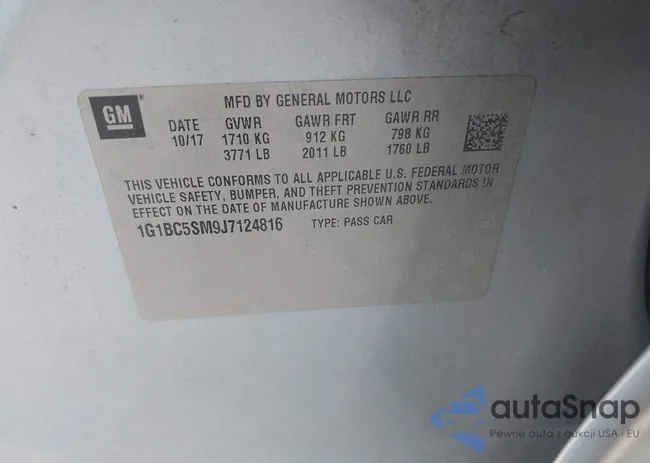 GM
MFD BY GENERAL MOTORS LLC
DATE GVWR GAWR FRT GAWR RR
10/17 1710 KG 912 KG 798 KG
3771 LB 2011 LB 1760 LB
THIS VEHICLE CONFORMS TO ALL APPLICABLE U.S. FEDERAL MOTOR
VEHICLE SAFETY, BUMPER, AND THEFT PREVENTION STANDARDS IN
EFFECT ON THE DATE OF MANUFACTURE SHOWN ABOVE.
1G1BC5SM9J7124816 TYPE: PASS CAR
autaSnap
Pewne auta z aukcji USA i EU